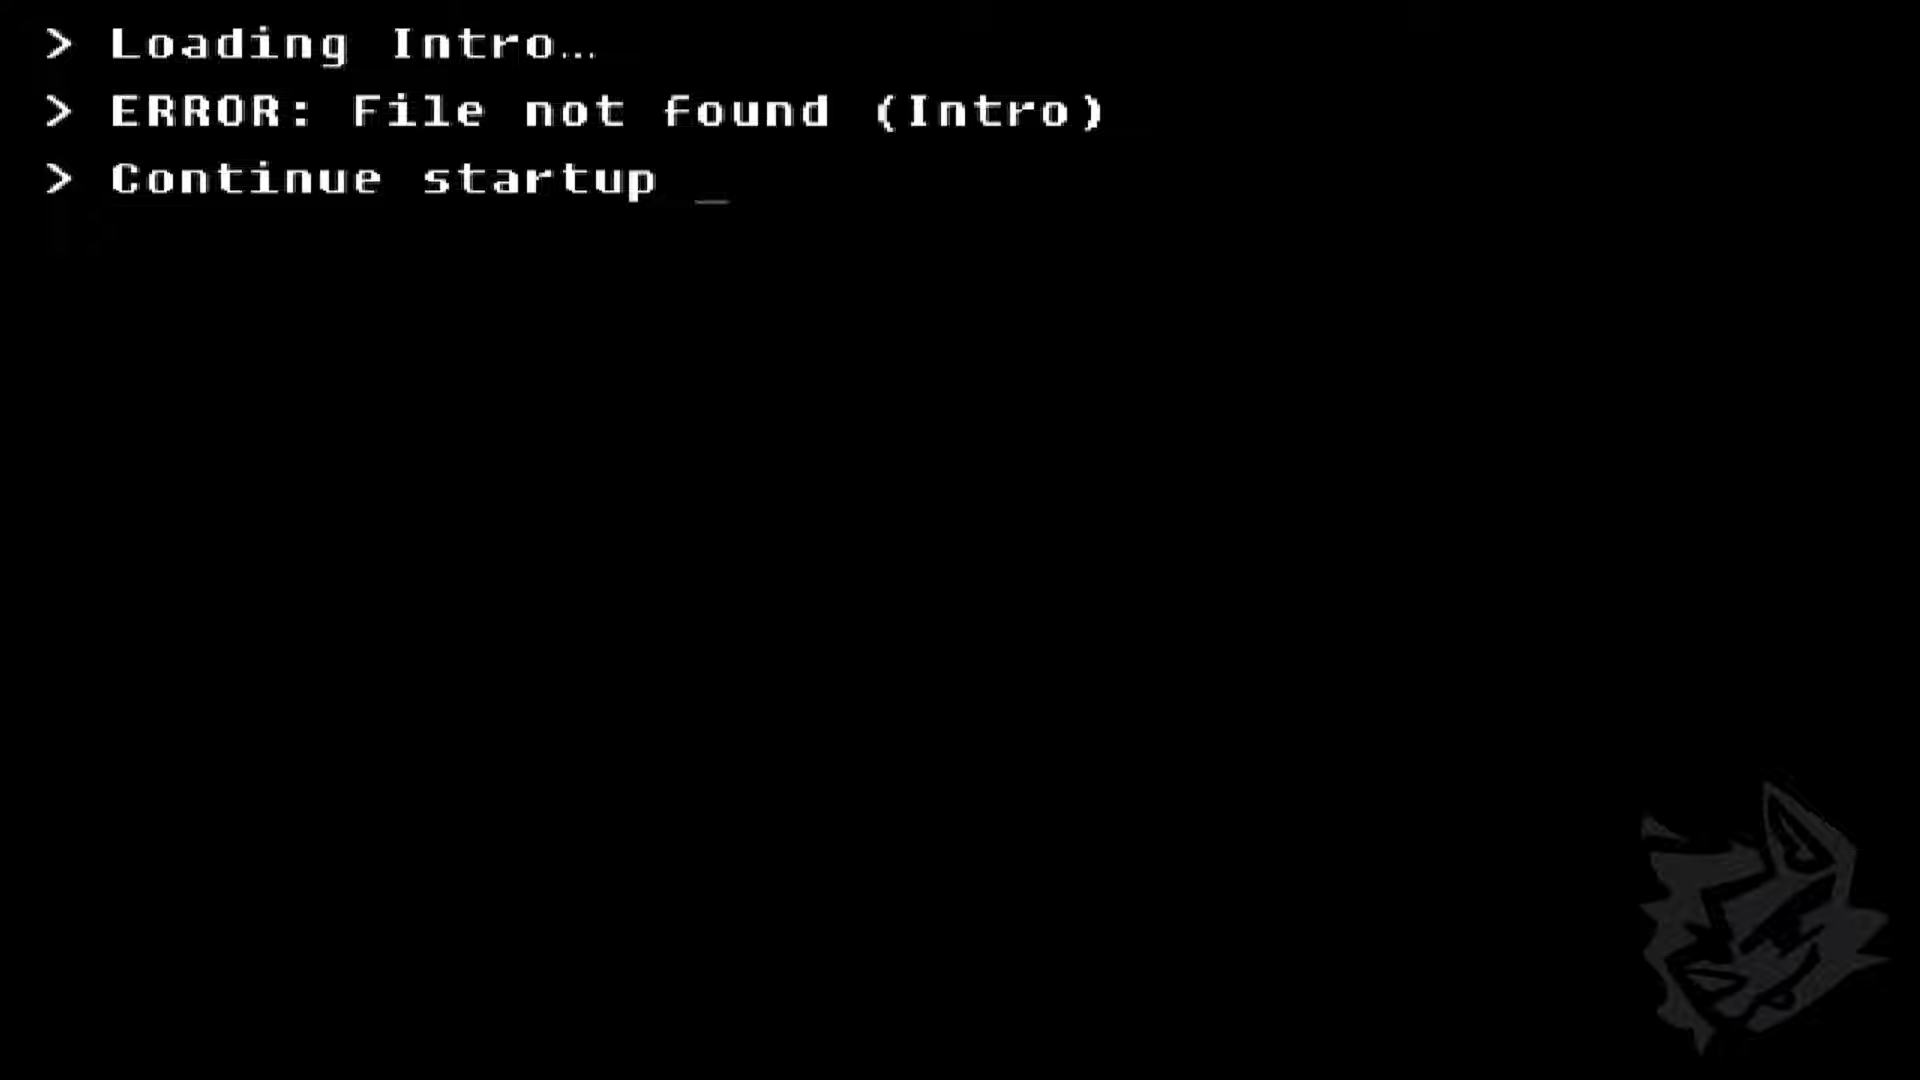 > Loading Intro…
> ERROR: File not found (Intro)
> Continue startup _